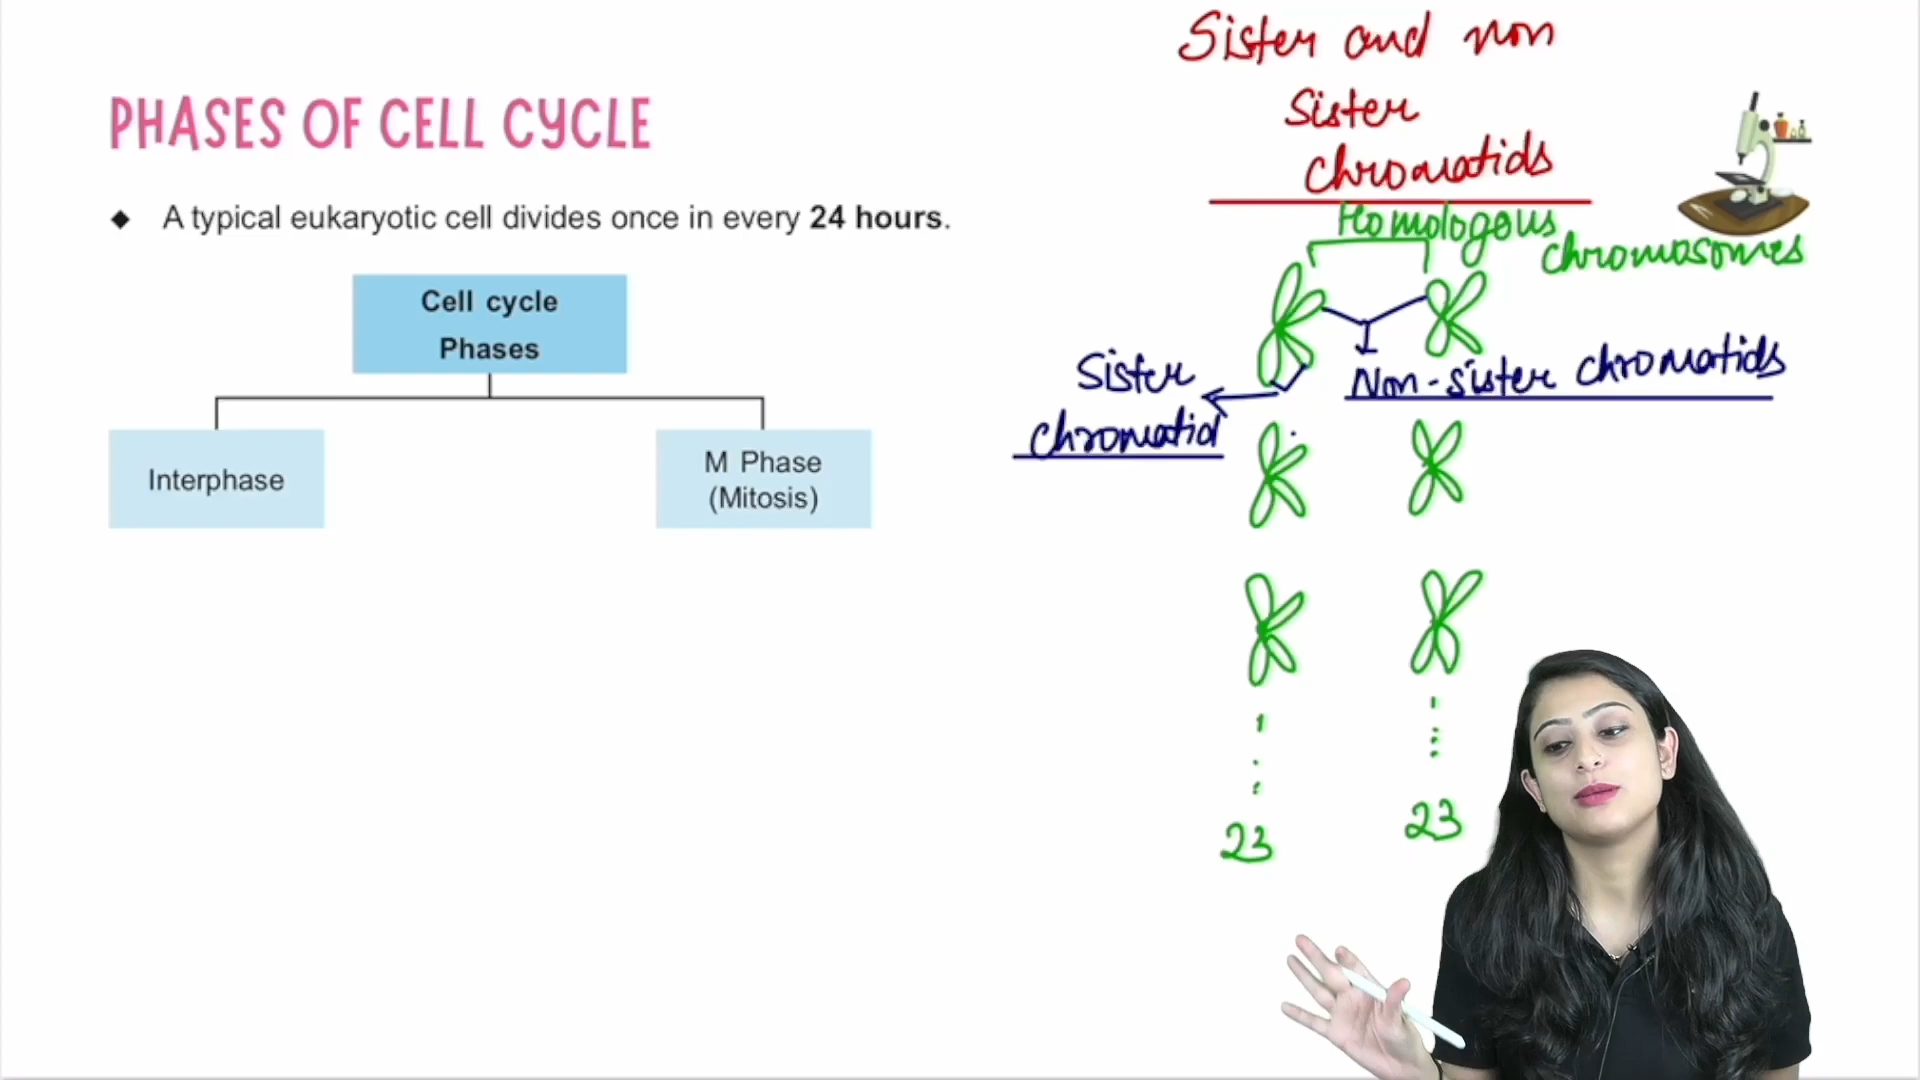 PHASES OF CELL CYCLE
◆ A typical eukaryotic cell divides once in every 24 hours.
Cell cycle
Phases
Interphase
M Phase
(Mitosis)
Sister and non
Sister
chromatids
Homologous
chromosomes
Sister
chromatid
Non-sister chromatids
23
23